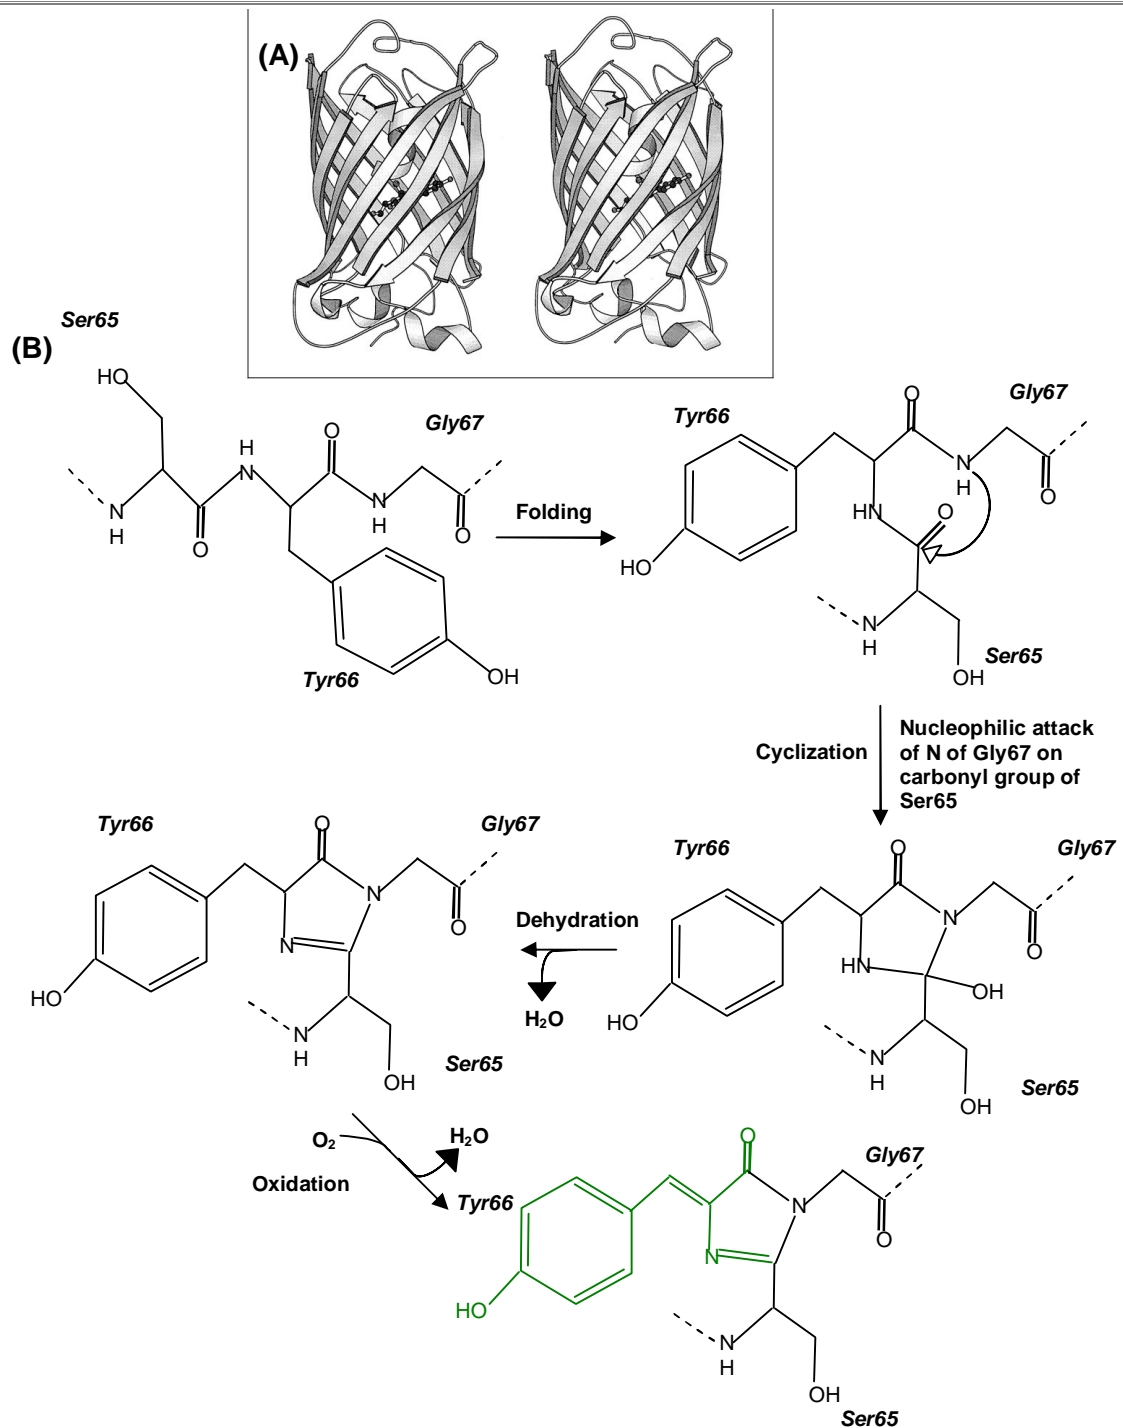 (A)
Ser65
(B)
HO
O
H
N
Gly67
N
H
O
N
H
O
Tyr66
OH
Folding
Tyr66
O
Gly67
N
H
O
HN
O
HO
N
H
Ser65
OH
Cyclization
Nucleophilic attack
of N of Gly67 on
carbonyl group of
Ser65
Tyr66
O
Gly67
N
O
N
HO
N
H
Ser65
OH
Dehydration
H₂O
Tyr66
O
Gly67
N
O
HN
OH
HO
N
H
Ser65
OH
O₂
H₂O
Oxidation
Tyr66
O
Gly67
N
O
N
HO
N
H
OH
Ser65